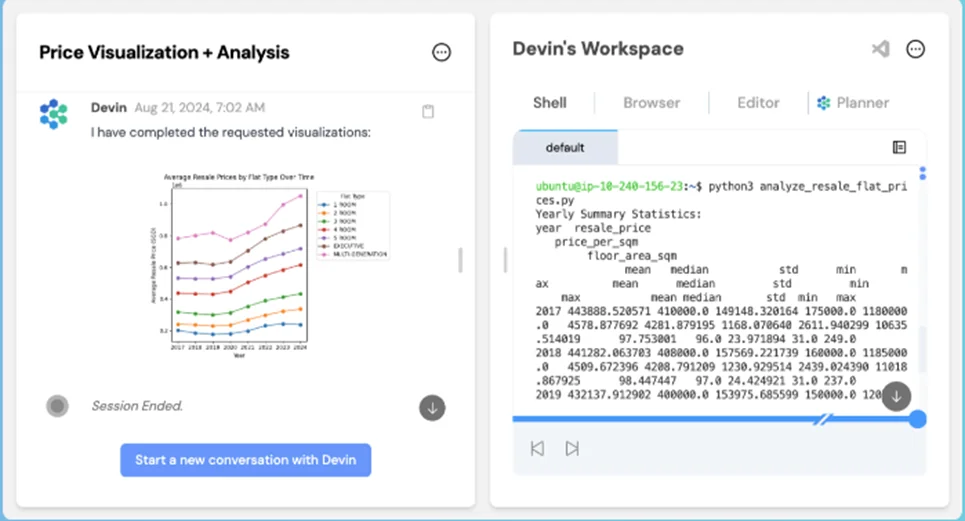 Price Visualization + Analysis
Devin Aug 21, 2024, 7:02 AM
I have completed the requested visualizations:
Average Resale Prices by Flat Type Over Time
1e6
Average Resale Price (SGD)
1.0
0.8
0.6
0.4
0.2
2017 2018 2019 2020 2021 2022 2023 2024
Year
Flat Type
1 ROOM
2 ROOM
3 ROOM
4 ROOM
5 ROOM
EXECUTIVE
MULTI-GENERATION
Session Ended.
Start a new conversation with Devin
Devin's Workspace
Shell
Browser
Editor
Planner
default
ubuntu@ip-10-240-156-23:~$ python3 analyze_resale_flat_pri
ces.py
Yearly Summary Statistics:
year resale_price
price_per_sqm
floor_area_sqm
mean median std min m
ax mean median std min
max mean median std min max
2017 443888.520571 410000.0 149148.320164 175000.0 1180000
.0 4578.877692 4281.879195 1168.070640 2611.940299 10635
.514019 97.753001 96.0 23.971894 31.0 249.0
2018 441282.063703 408000.0 157569.221739 160000.0 1185000
.0 4509.672396 4208.791209 1230.929514 2439.024390 11018
.867925 98.447447 97.0 24.424921 31.0 237.0
2019 432137.912902 400000.0 153975.685599 150000.0